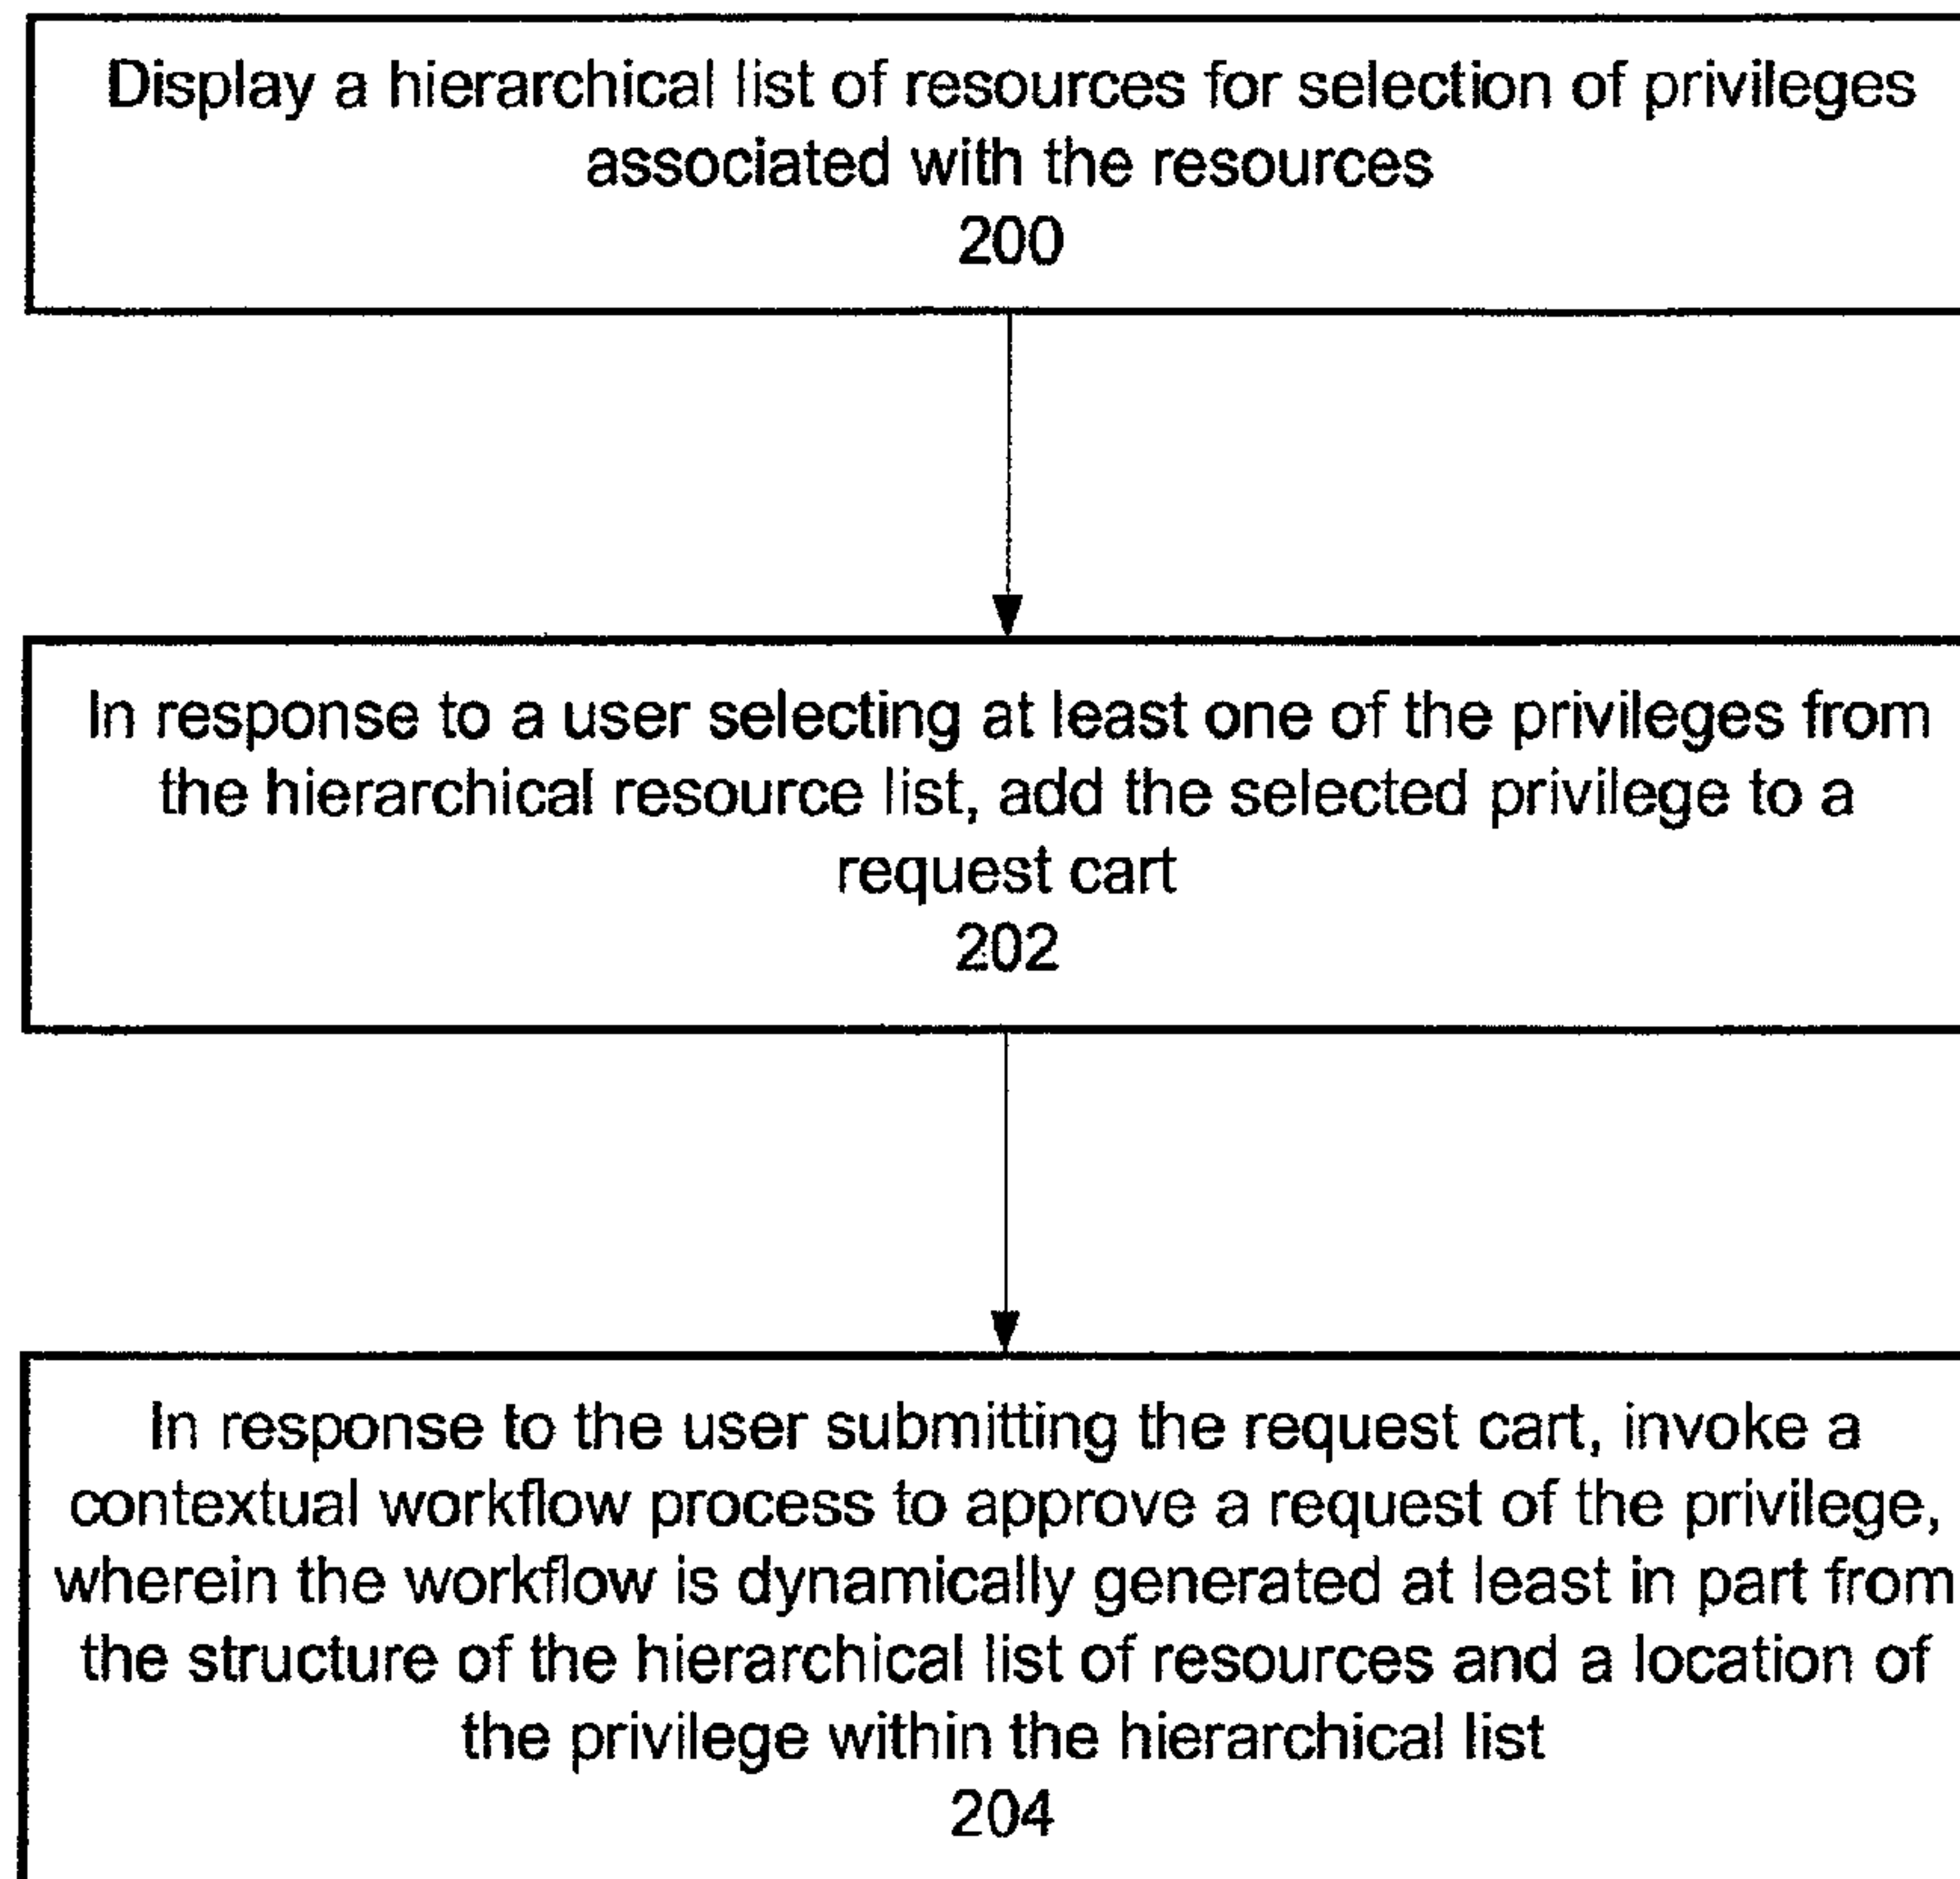 Display a hierarchical list of resources for selection of privileges
associated with the resources
200
In response to a user selecting at least one of the privileges from
the hierarchical resource list, add the selected privilege to a
request cart
202
In response to the user submitting the request cart, invoke a
contextual workflow process to approve a request of the privilege,
wherein the workflow is dynamically generated at least in part from
the structure of the hierarchical list of resources and a location of
the privilege within the hierarchical list
204